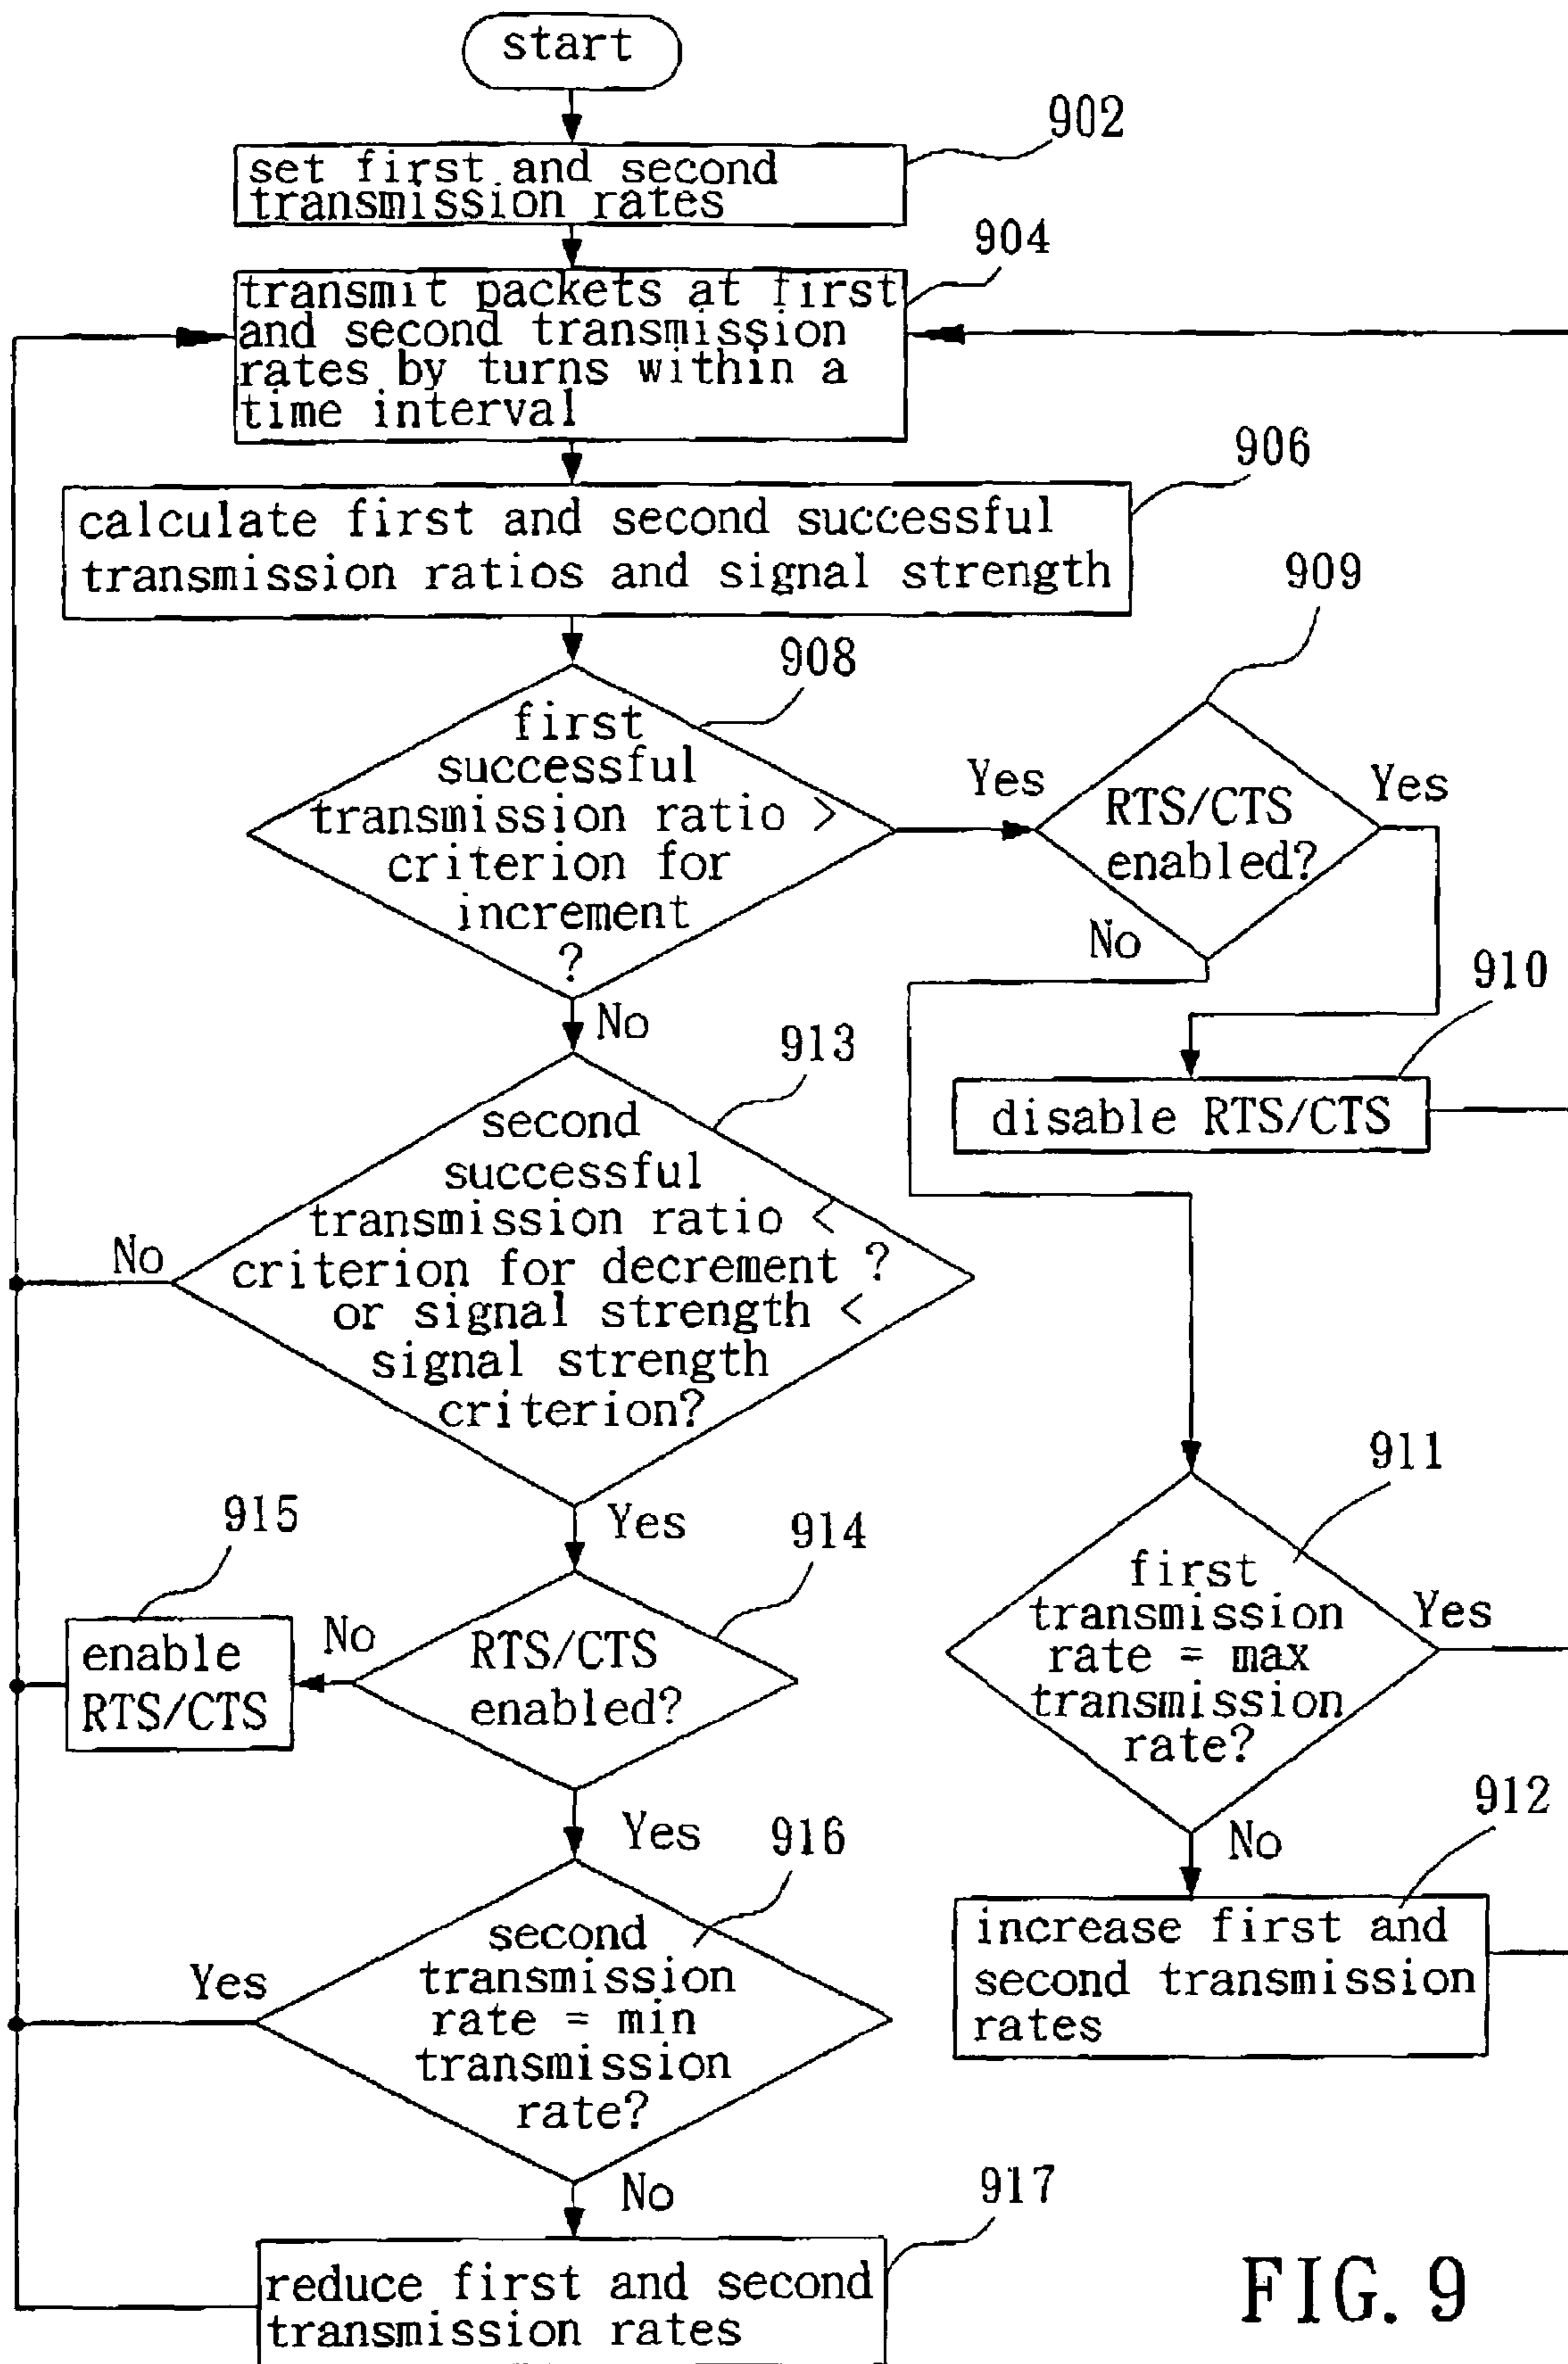 start
902
set first and second
transmission rates
904
transmit packets at first
and second transmission
rates by turns within a
time interval
906
calculate first and second successful
transmission ratios and signal strength
908
first
successful
transmission ratio >
criterion for
increment
?
Yes
No
909
RTS/CTS
enabled?
Yes
No
910
disable RTS/CTS
913
second
successful
transmission ratio <
criterion for decrement ?
or signal strength <
signal strength
criterion?
No
Yes
911
first
transmission
rate = max
transmission
rate?
Yes
No
915
enable
RTS/CTS
914
No
RTS/CTS
enabled?
Yes
912
increase first and
second transmission
rates
916
second
transmission
rate = min
transmission
rate?
Yes
No
917
reduce first and second
transmission rates
FIG. 9